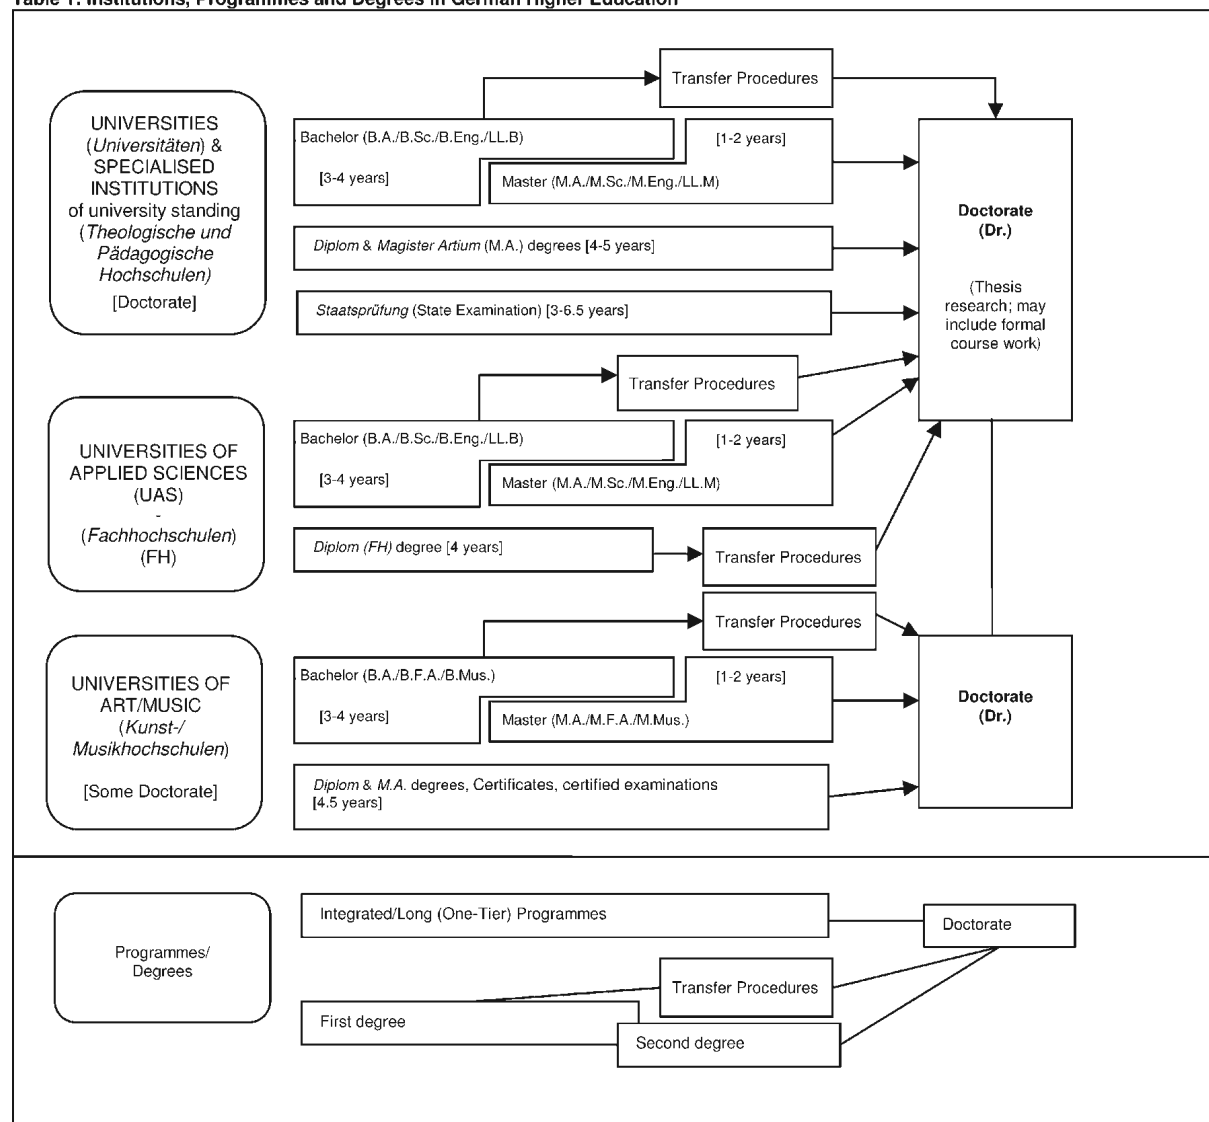 Table 1: Institutions, Programmes and Degrees in German Higher Education
Transfer Procedures
UNIVERSITIES
(Universitäten) &
SPECIALISED
INSTITUTIONS
of university standing
(Theologische und
Pädagogische
Hochschulen)
[Doctorate]
Bachelor (B.A./B.Sc./B.Eng./LL.B)
[3-4 years]
[1-2 years]
Master (M.A./M.Sc./M.Eng./LL.M)
Diplom & Magister Artium (M.A.) degrees [4-5 years]
Staatsprüfung (State Examination) [3-6.5 years]
Doctorate
(Dr.)
(Thesis
research; may
include formal
course work)
Transfer Procedures
UNIVERSITIES OF
APPLIED SCIENCES
(UAS)
-
(Fachhochschulen)
(FH)
Bachelor (B.A./B.Sc./B.Eng./LL.B)
[3-4 years]
[1-2 years]
Master (M.A./M.Sc./M.Eng./LL.M)
Diplom (FH) degree [4 years]
Transfer Procedures
Transfer Procedures
UNIVERSITIES OF
ART/MUSIC
(Kunst-/
Musikhochschulen)
[Some Doctorate]
Bachelor (B.A./B.F.A./B.Mus.)
[3-4 years]
[1-2 years]
Master (M.A./M.F.A./M.Mus.)
Diplom & M.A. degrees, Certificates, certified examinations
[4.5 years]
Doctorate
(Dr.)
Programmes/
Degrees
Integrated/Long (One-Tier) Programmes
Doctorate
Transfer Procedures
First degree
Second degree